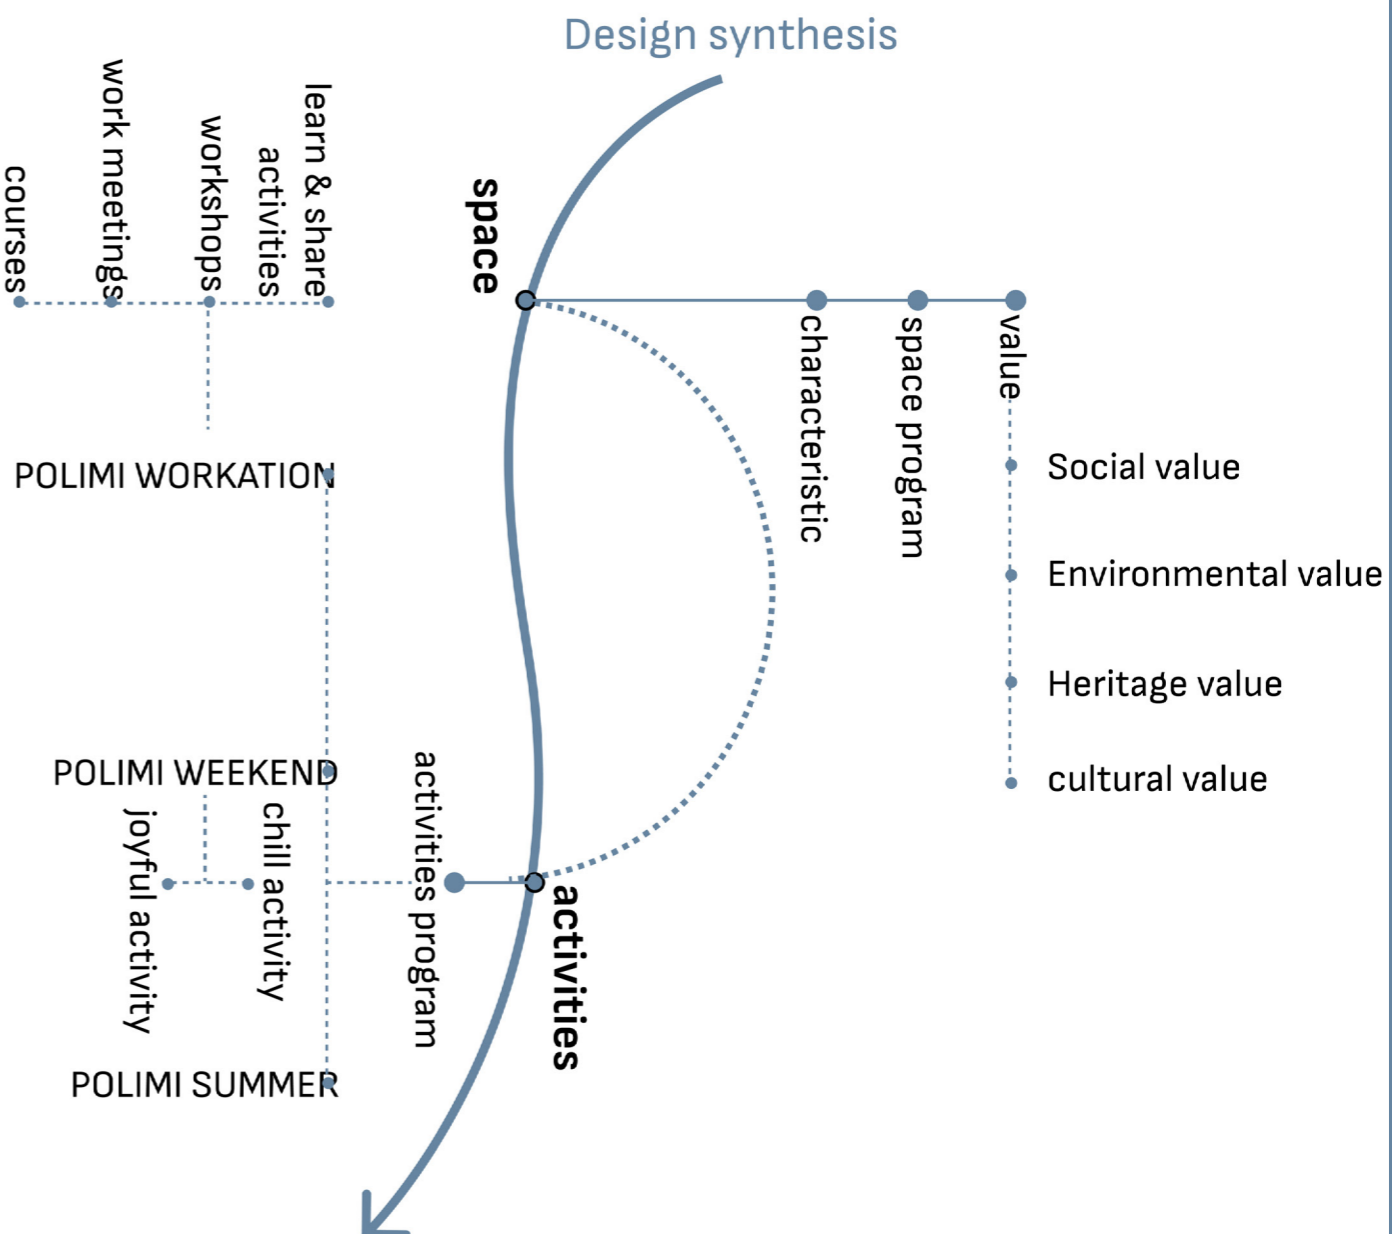 Design synthesis
courses
work meetings
workshops
learn & share
activities
space
characteristic
space program
value
Social value
Environmental value
Heritage value
cultural value
POLIMI WORKATION
POLIMI WEEKEND
joyful activity
chill activity
activities program
activities
POLIMI SUMMER